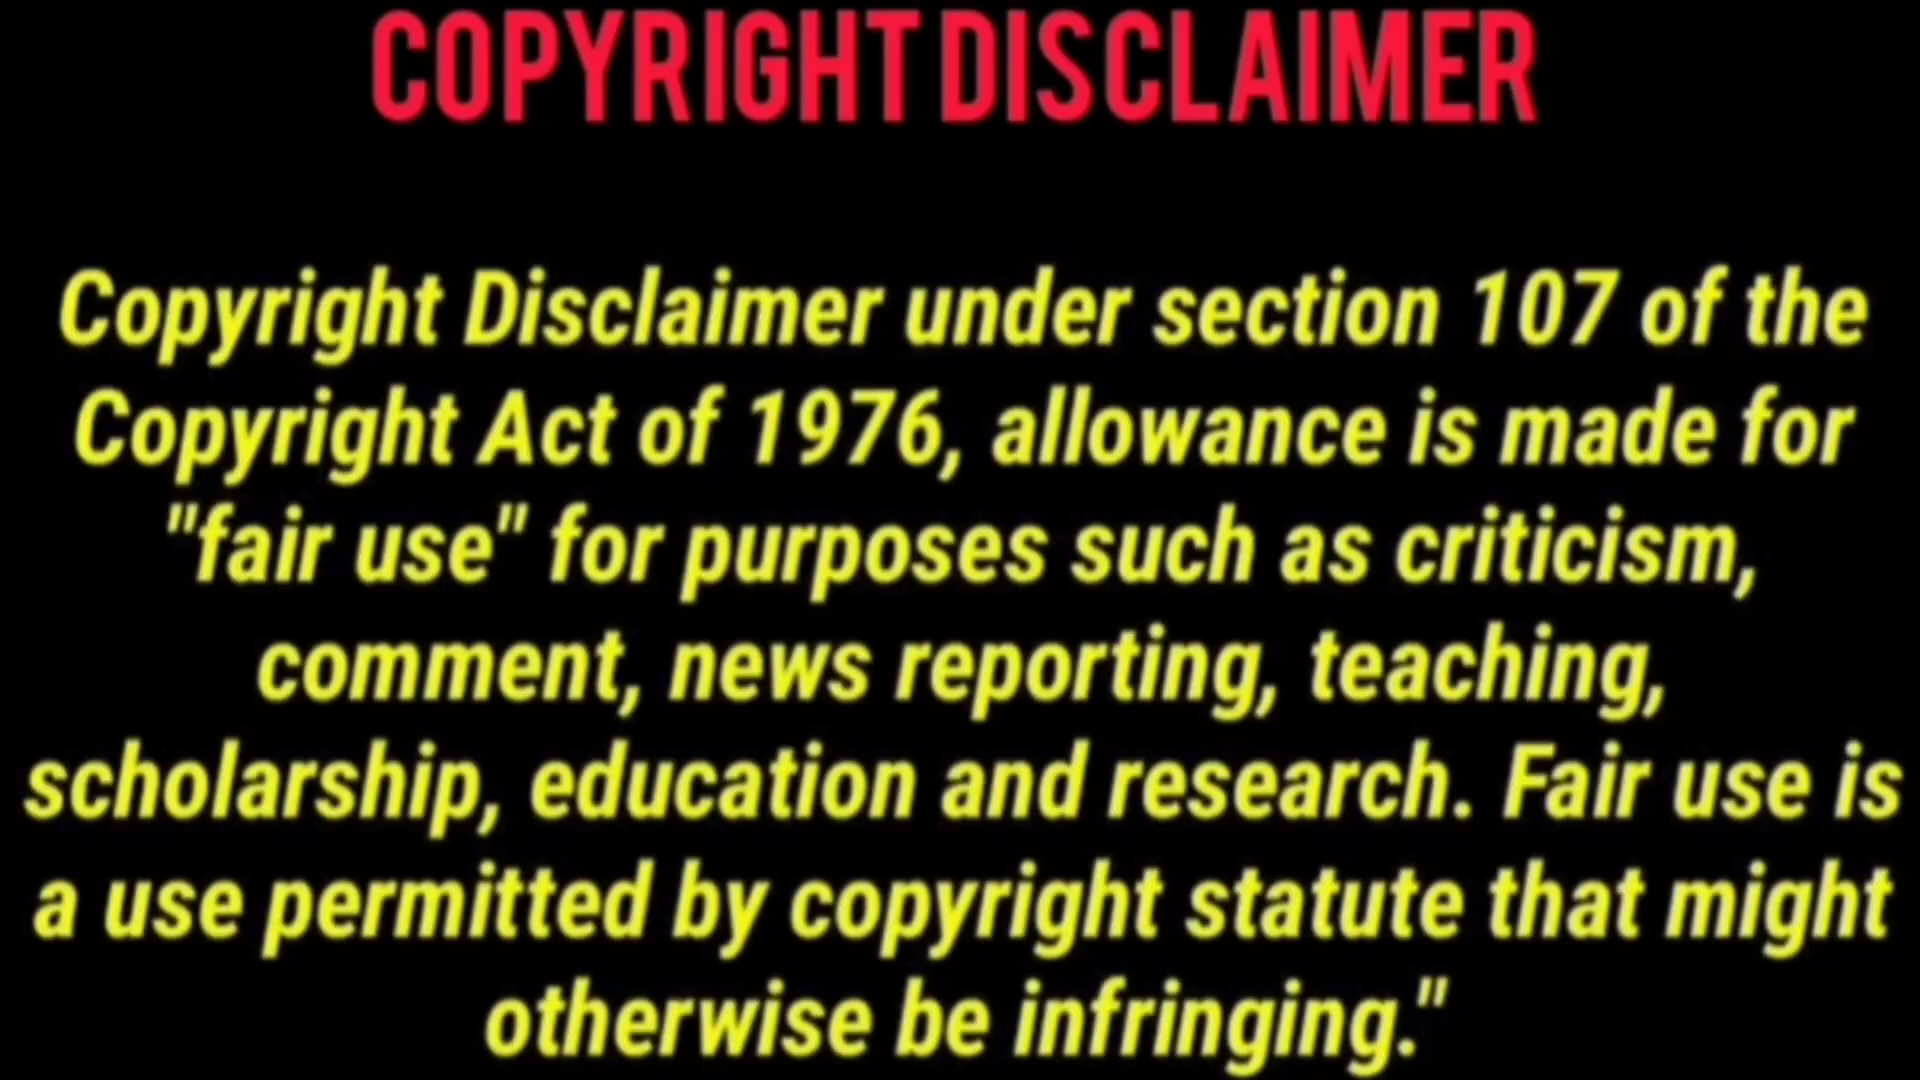 COPYRIGHT DISCLAIMER
Copyright Disclaimer under section 107 of the
Copyright Act of 1976, allowance is made for
"fair use" for purposes such as criticism,
comment, news reporting, teaching,
scholarship, education and research. Fair use is
a use permitted by copyright statute that might
otherwise be infringing."